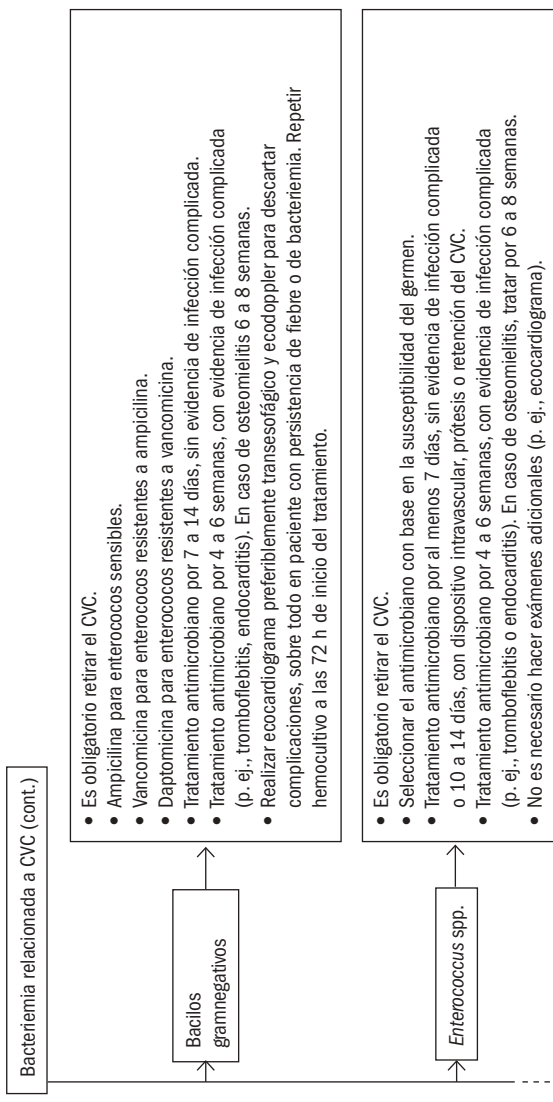 Bacteriemia relacionada a CVC (cont.)
Bacilos
gramnegativos
• Es obligatorio retirar el CVC.
• Ampicilina para enterococos sensibles.
• Vancomicina para enterococos resistentes a ampicilina.
• Daptomicina para enterococos resistentes a vancomicina.
• Tratamiento antimicrobiano por 7 a 14 días, sin evidencia de infección complicada.
• Tratamiento antimicrobiano por 4 a 6 semanas, con evidencia de infección complicada
(p. ej., tromboflebitis, endocarditis). En caso de osteomielitis 6 a 8 semanas.
• Realizar ecocardiograma preferiblemente transesofágico y ecodoppler para descartar
complicaciones, sobre todo en paciente con persistencia de fiebre o de bacteriemia. Repetir
hemocultivo a las 72 h de inicio del tratamiento.
Enterococcus spp.
• Es obligatorio retirar el CVC.
• Seleccionar el antimicrobiano con base en la susceptibilidad del germen.
• Tratamiento antimicrobiano por al menos 7 días, sin evidencia de infección complicada
o 10 a 14 días, con dispositivo intravascular, prótesis o retención del CVC.
• Tratamiento antimicrobiano por 4 a 6 semanas, con evidencia de infección complicada
(p. ej., tromboflebitis o endocarditis). En caso de osteomielitis, tratar por 6 a 8 semanas.
• No es necesario hacer exámenes adicionales (p. ej., ecocardiograma).